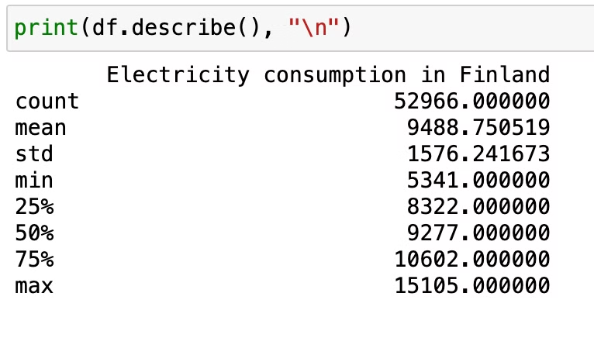 print(df.describe(), "\n")
Electricity consumption in Finland
count 52966.000000
mean 9488.750519
std 1576.241673
min 5341.000000
25% 8322.000000
50% 9277.000000
75% 10602.000000
max 15105.000000